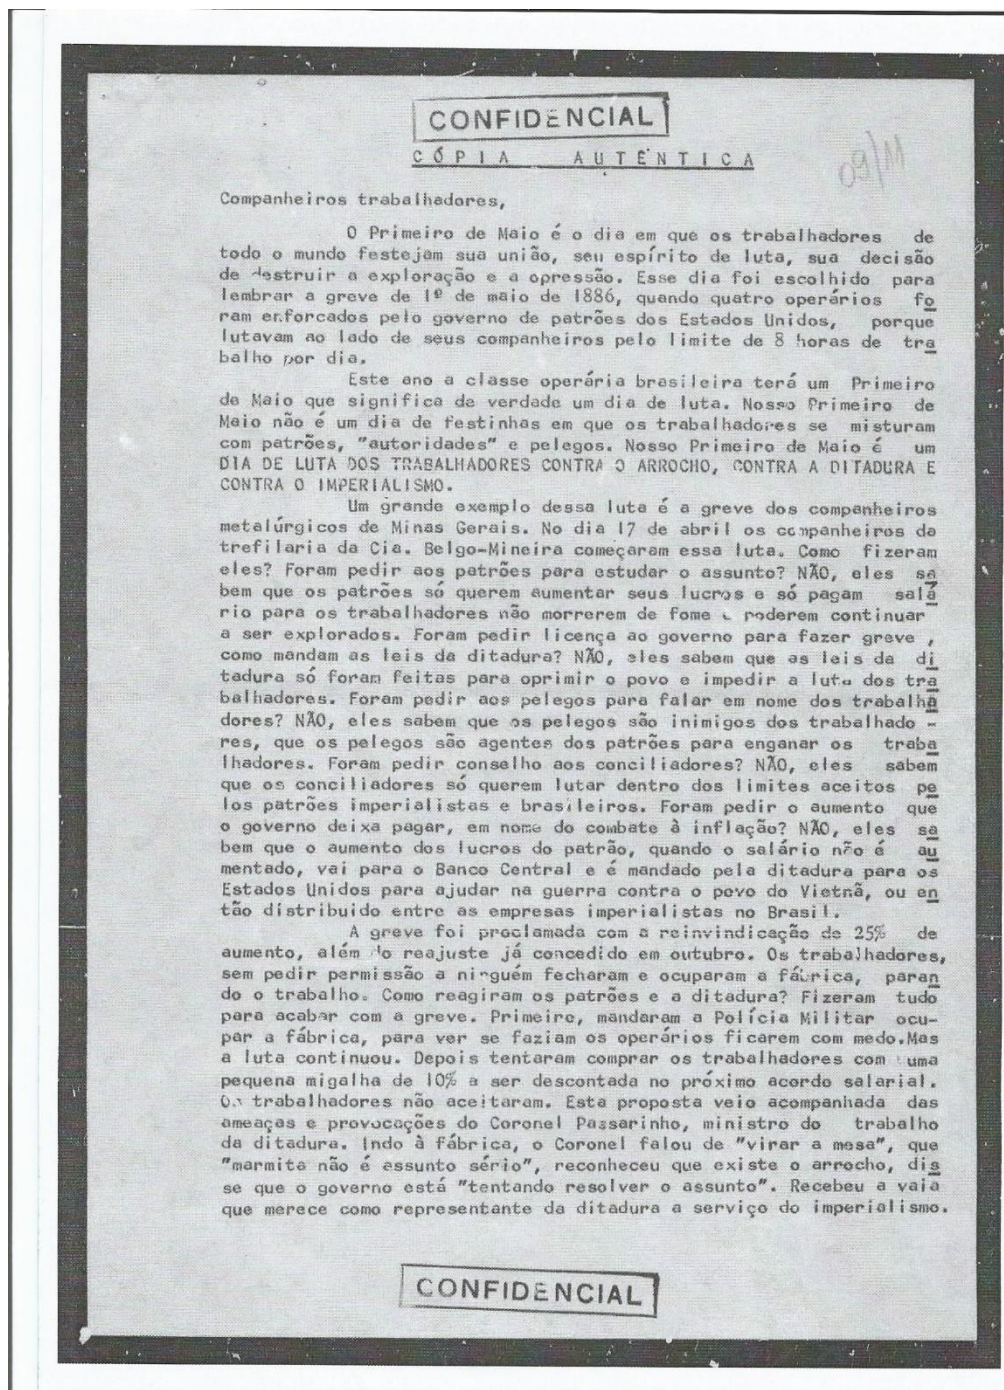 CONFIDENCIAL
CÓPIA AUTÊNTICA
09/11
Companheiros trabalhadores,
O Primeiro de Maio é o dia em que os trabalhadores de
todo o mundo festejam sua união, seu espírito de luta, sua decisão
de destruir a exploração e a opressão. Esse dia foi escolhido para
lembrar a greve de 1º de maio de 1886, quando quatro operários fo
ram enforcados pelo governo de patrões dos Estados Unidos, porque
lutavam ao lado de seus companheiros pelo limite de 8 horas de tra
balho por dia.
Este ano a classe operária brasileira terá um Primeiro
de Maio que significa de verdade um dia de luta. Nosso Primeiro de
Maio não é um dia de festinhas em que os trabalhadores se misturam
com patrões, "autoridades" e pelegos. Nosso Primeiro de Maio é um
DIA DE LUTA DOS TRABALHADORES CONTRA O ARROCHO, CONTRA A DITADURA E
CONTRA O IMPERIALISMO.
Um grande exemplo dessa luta é a greve dos companheiros
metalúrgicos de Minas Gerais. No dia 17 de abril os companheiros da
trefilaria da Cia. Belgo-Mineira começaram essa luta. Como fizeram
eles? Foram pedir aos patrões para estudar o assunto? NÃO, eles sa
bem que os patrões só querem aumentar seus lucros e só pagam salá
rio para os trabalhadores não morrerem de fome e poderem continuar
a ser explorados. Foram pedir licença ao governo para fazer greve ,
como mandam as leis da ditadura? NÃO, eles sabem que as leis da di
tadura só foram feitas para oprimir o povo e impedir a luta dos tra
balhadores. Foram pedir aos pelegos para falar em nome dos trabalha
dores? NÃO, eles sabem que os pelegos são inimigos dos trabalhado -
res, que os pelegos são agentes dos patrões para enganar os traba
lhadores. Foram pedir conselho aos conciliadores? NÃO, eles sabem
que os conciliadores só querem lutar dentro dos limites aceitos pe
los patrões imperialistas e brasileiros. Foram pedir o aumento que
o governo deixa pagar, em nome do combate à inflação? NÃO, eles sa
bem que o aumento dos lucros do patrão, quando o salário não é au
mentado, vai para o Banco Central e é mandado pela ditadura para os
Estados Unidos para ajudar na guerra contra o povo do Vietnã, ou en
tão distribuido entre as empresas imperialistas no Brasil.
A greve foi proclamada com a reinvindicação de 25% de
aumento, além do reajuste já concedido em outubro. Os trabalhadores,
sem pedir permissão a ninguém fecharam e ocuparam a fábrica, paran
do o trabalho. Como reagiram os patrões e a ditadura? Fizeram tudo
para acabar com a greve. Primeiro, mandaram a Polícia Militar ocu-
par a fábrica, para ver se faziam os operários ficarem com medo.Mas
a luta continuou. Depois tentaram comprar os trabalhadores com uma
pequena migalha de 10% a ser descontada no próximo acordo salarial.
Os trabalhadores não aceitaram. Esta proposta veio acompanhada das
ameaças e provocações do Coronel Passarinho, ministro do trabalho
da ditadura. Indo à fábrica, o Coronel falou de "virar a mesa", que
"marmita não é assunto sério", reconheceu que existe o arrocho, dis
se que o governo está "tentando resolver o assunto". Recebeu a vaia
que merece como representante da ditadura a serviço do imperialismo.
CONFIDENCIAL